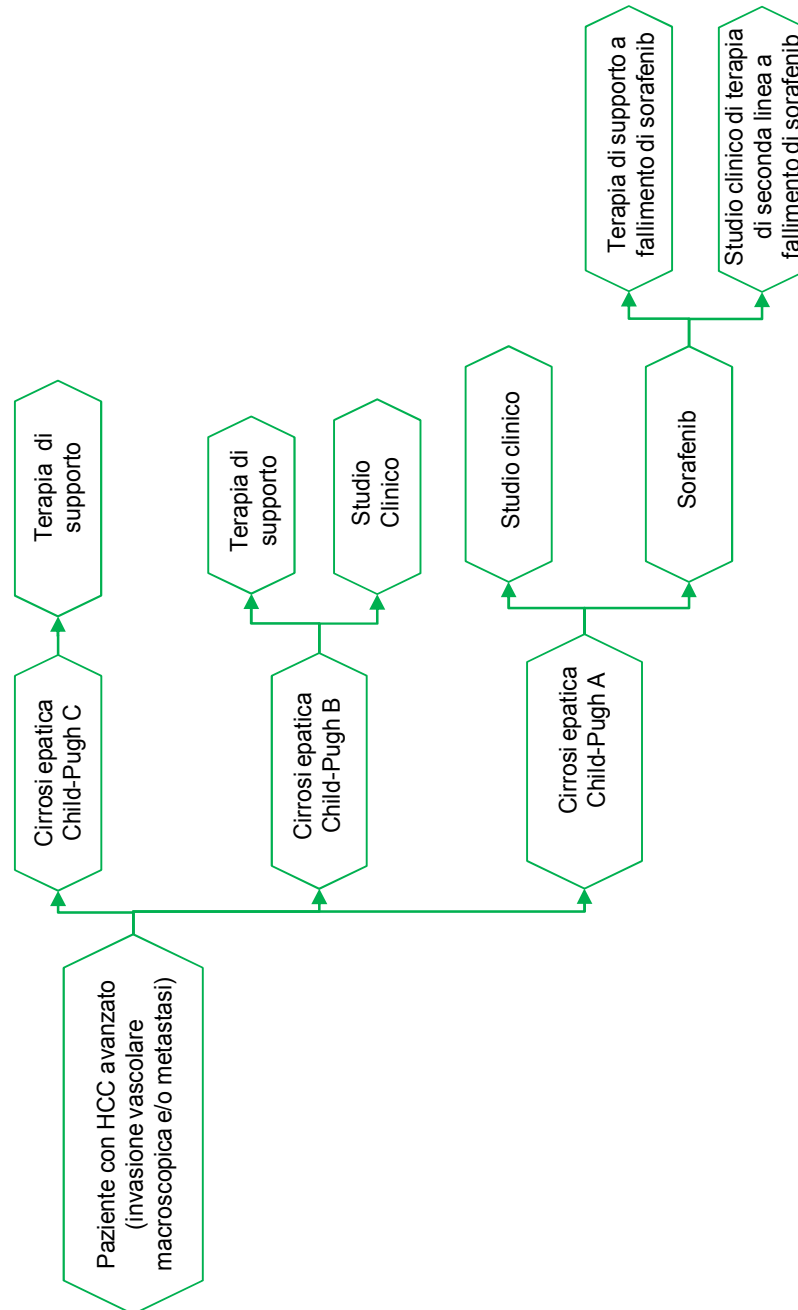 Paziente con HCC avanzato
(invasione vascolare
macroscopica e/o metastasi)
Cirrosi epatica
Child-Pugh C
Terapia di
supporto
Cirrosi epatica
Child-Pugh B
Terapia di
supporto
Studio
Clinico
Cirrosi epatica
Child-Pugh A
Studio clinico
Sorafenib
Terapia di supporto a
fallimento di sorafenib
Studio clinico di terapia
di seconda linea a
fallimento di sorafenib